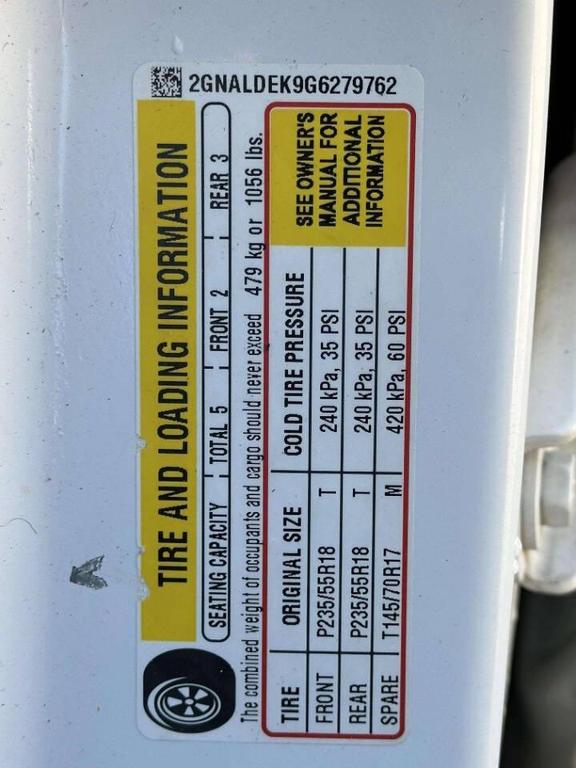 2GNALDEK9G6279762
TIRE AND LOADING INFORMATION
SEATING CAPACITY TOTAL 5 FRONT 2 REAR 3
The combined weight of occupants and cargo should never exceed 479 kg or 1056 lbs.
TIRE ORIGINAL SIZE COLD TIRE PRESSURE
FRONT P235/55R18 T 240 kPa, 35 PSI
REAR P235/55R18 T 240 kPa, 35 PSI
SPARE T145/70R17 M 420 kPa, 60 PSI
SEE OWNER'S
MANUAL FOR
ADDITIONAL
INFORMATION